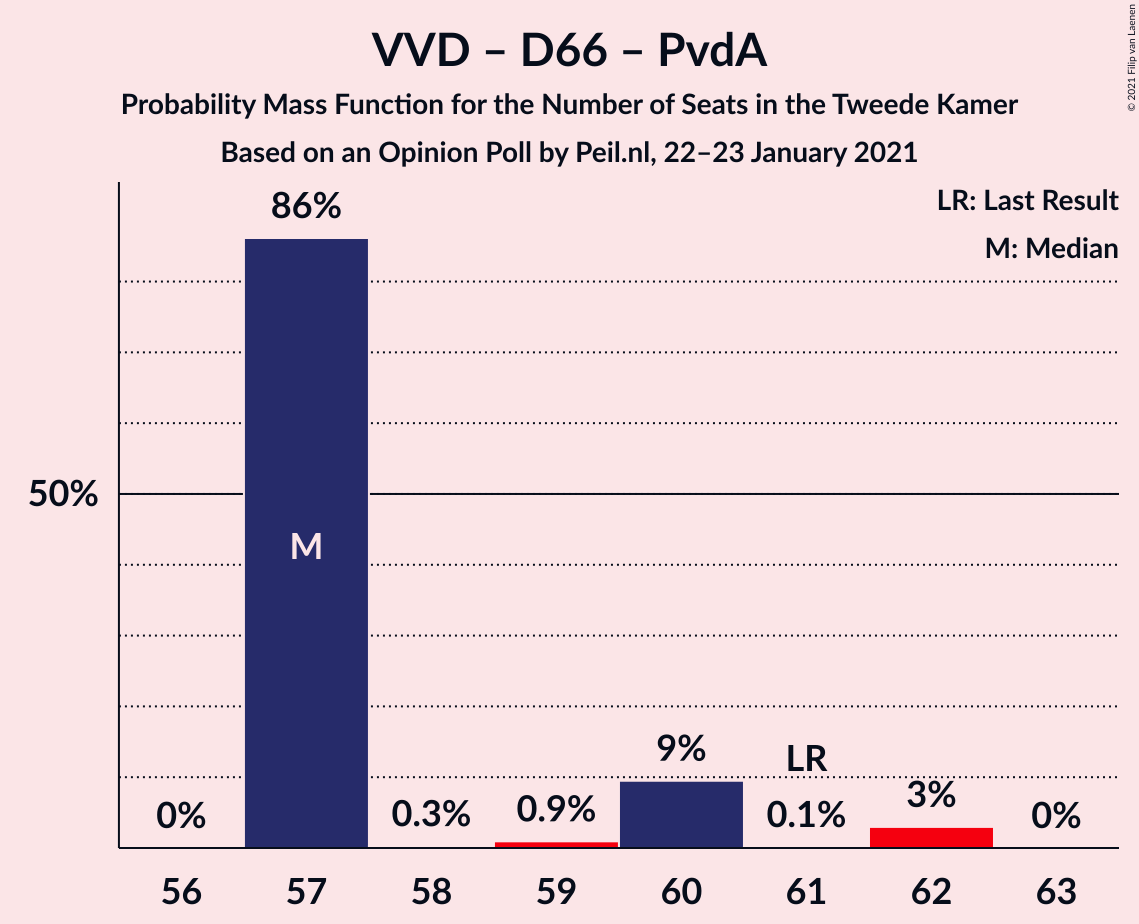 VVD – D66 – PvdA
Probability Mass Function for the Number of Seats in the Tweede Kamer
Based on an Opinion Poll by Peil.nl, 22–23 January 2021
© 2021 Filip van Laenen
LR: Last Result
M: Median
86%
50%
M
9%
LR
0%
0.3%
0.9%
0.1%
3%
0%
56 57 58 59 60 61 62 63